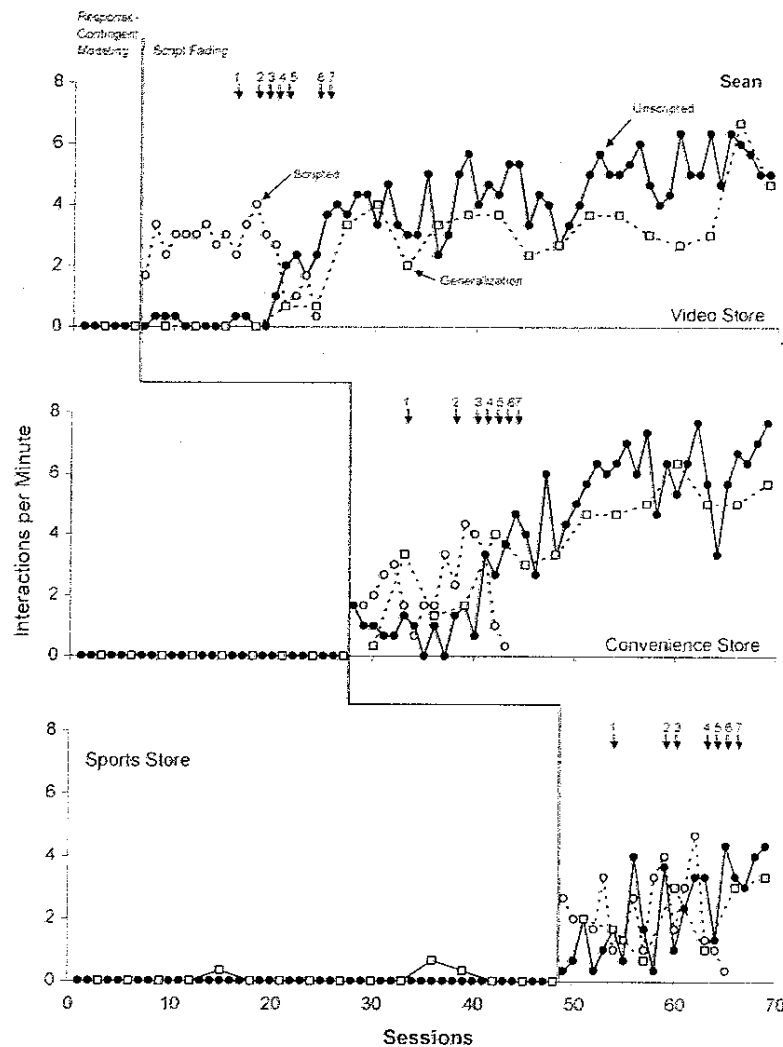 Response-
Contingent
Modeling
Script Fading
8
1 2 3 4 5 6 7
Sean
Unscripted
6
Scripted
4
2
Generalization
0
Video Store
8
1 2 3 4 5 6 7
6
4
2
0
Convenience Store
Interactions per Minute
8
1 2 3 4 5 6 7
Sports Store
6
4
2
0
0 10 20 30 40 50 60 70
Sessions